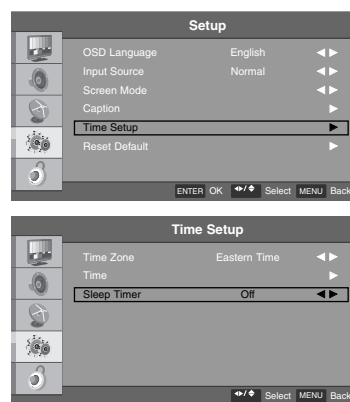 Setup
OSD Language English
Input Source Normal
Screen Mode
Caption
Time Setup
Reset Default
ENTER OK Select MENU Back
Time Setup
Time Zone Eastern Time
Time
Sleep Timer Off
Select MENU Back